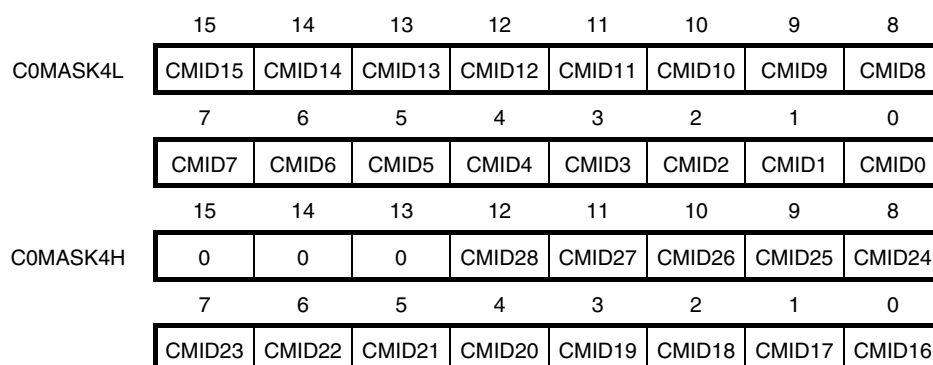 15 14 13 12 11 10 9 8
C0MASK4L CMID15 CMID14 CMID13 CMID12 CMID11 CMID10 CMID9 CMID8
7 6 5 4 3 2 1 0
CMID7 CMID6 CMID5 CMID4 CMID3 CMID2 CMID1 CMID0
15 14 13 12 11 10 9 8
C0MASK4H 0 0 0 CMID28 CMID27 CMID26 CMID25 CMID24
7 6 5 4 3 2 1 0
CMID23 CMID22 CMID21 CMID20 CMID19 CMID18 CMID17 CMID16